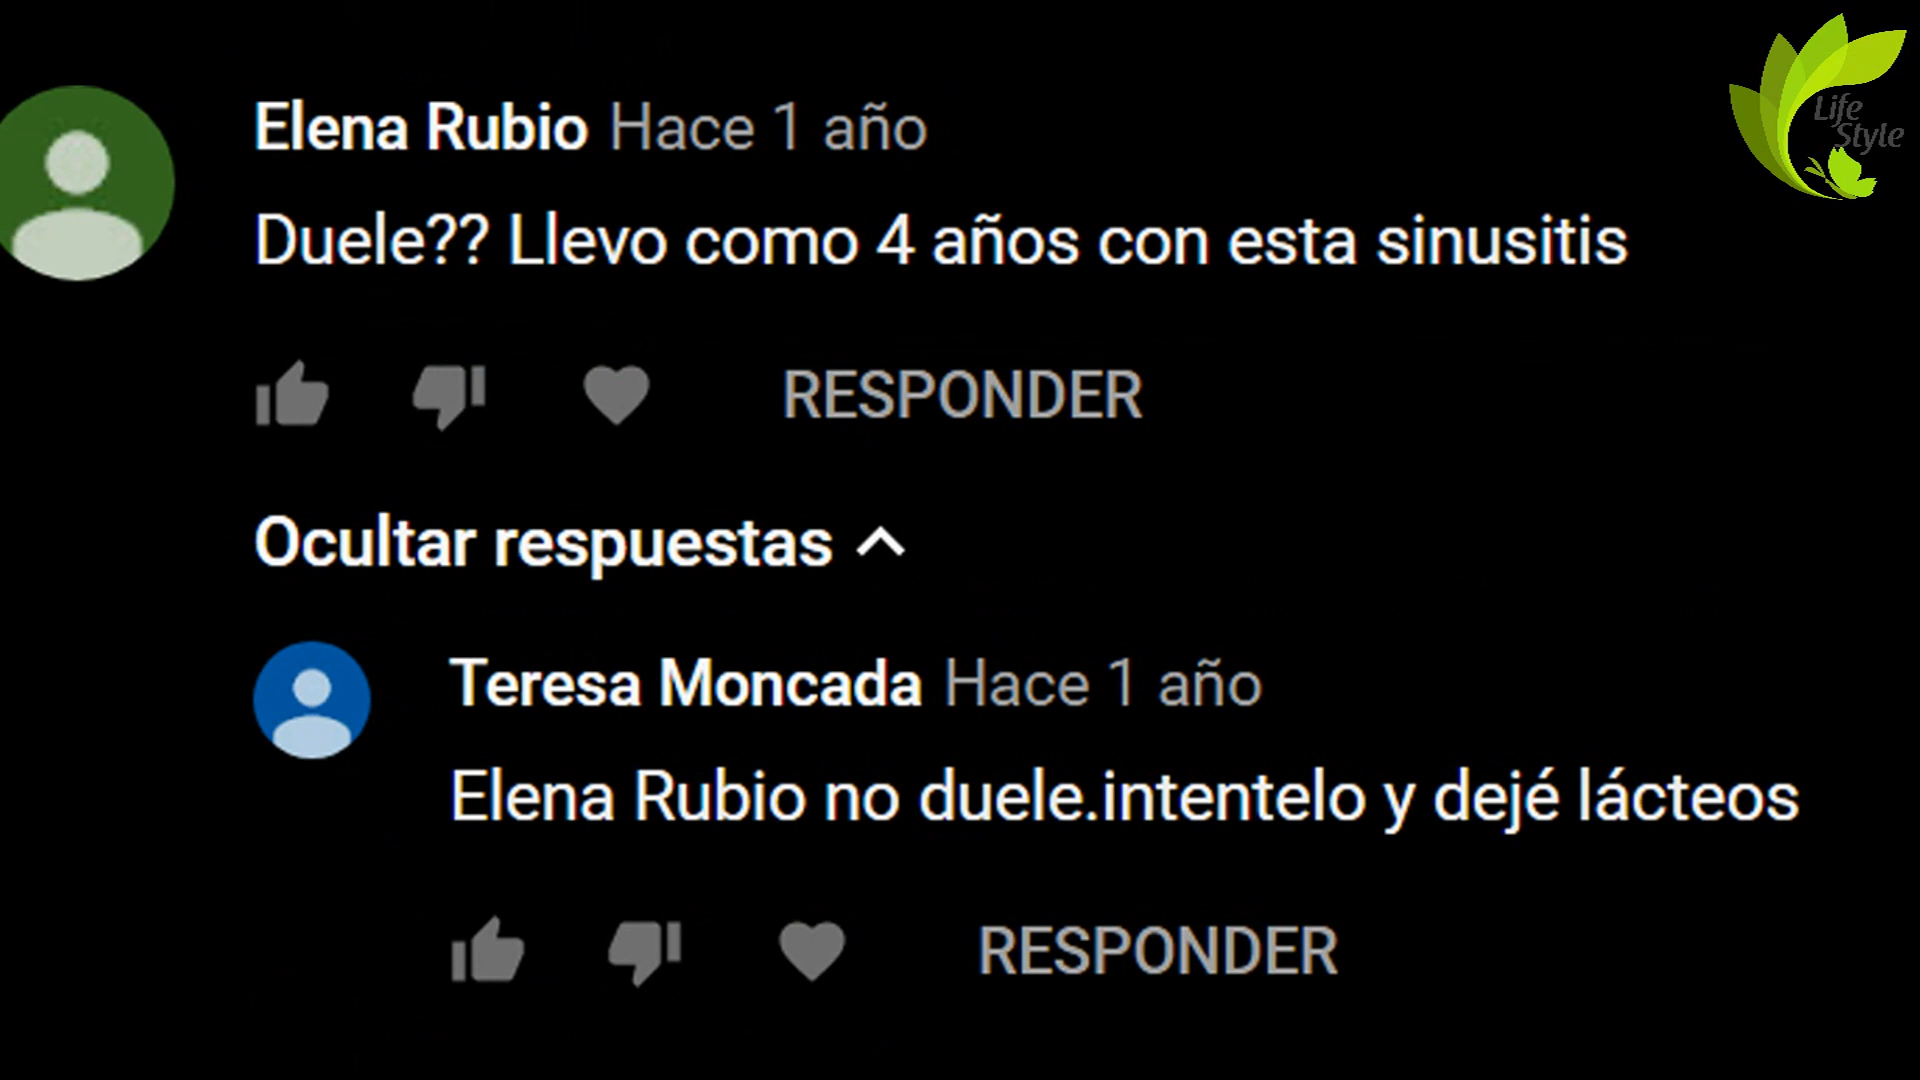 Life
Style
Elena Rubio Hace 1 año
Duele?? Llevo como 4 años con esta sinusitis
RESPONDER
Ocultar respuestas
Teresa Moncada Hace 1 año
Elena Rubio no duele.intentelo y dejé lácteos
RESPONDER